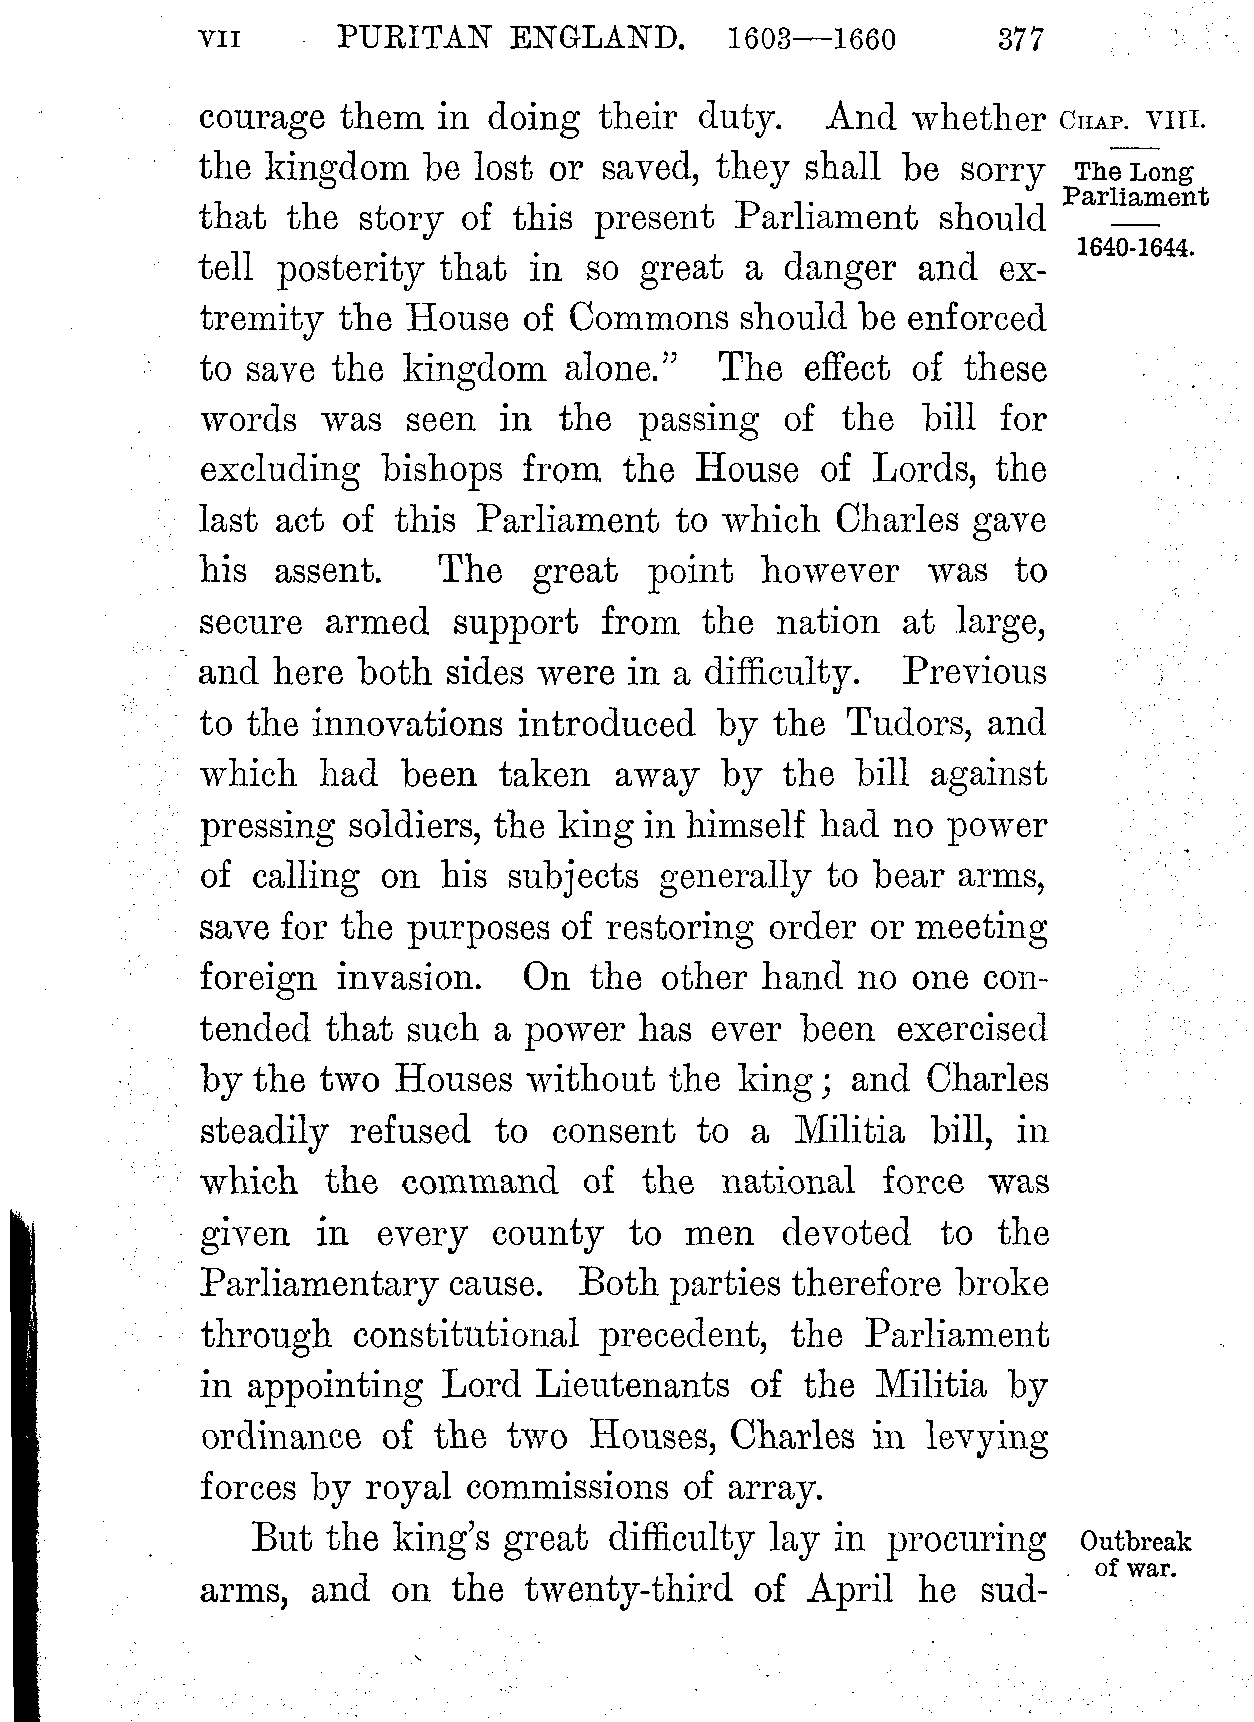 VII PURITAN ENGLAND. 1603—1660 377
courage them in doing their duty. And whether
the kingdom be lost or saved, they shall be sorry
that the story of this present Parliament should
tell posterity that in so great a danger and ex-
tremity the House of Commons should be enforced
to save the kingdom alone.” The effect of these
words was seen in the passing of the bill for
excluding bishops from the House of Lords, the
last act of this Parliament to which Charles gave
his assent. The great point however was to
secure armed support from the nation at large,
and here both sides were in a difficulty. Previous
to the innovations introduced by the Tudors, and
which had been taken away by the bill against
pressing soldiers, the king in himself had no power
of calling on his subjects generally to bear arms,
save for the purposes of restoring order or meeting
foreign invasion. On the other hand no one con-
tended that such a power has ever been exercised
by the two Houses without the king; and Charles
steadily refused to consent to a Militia bill, in
which the command of the national force was
given in every county to men devoted to the
Parliamentary cause. Both parties therefore broke
through constitutional precedent, the Parliament
in appointing Lord Lieutenants of the Militia by
ordinance of the two Houses, Charles in levying
forces by royal commissions of array.
But the king’s great difficulty lay in procuring
arms, and on the twenty-third of April he sud-
CHAP. VIII.
The Long
Parliament
1640-1644.
Outbreak
of war.